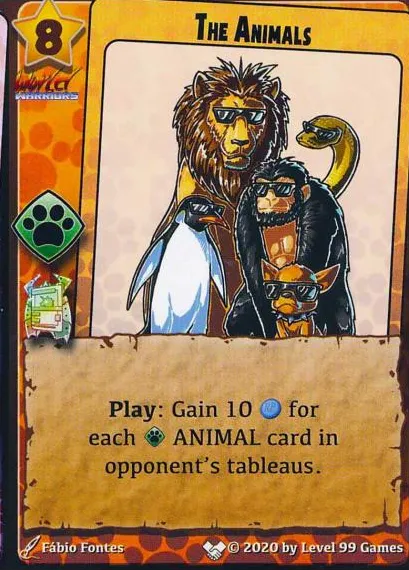 8
THE ANIMALS
WARRIORS
Play: Gain 10 for
each ANIMAL card in
opponent's tableaus.
Fábio Fontes
© 2020 by Level 99 Games